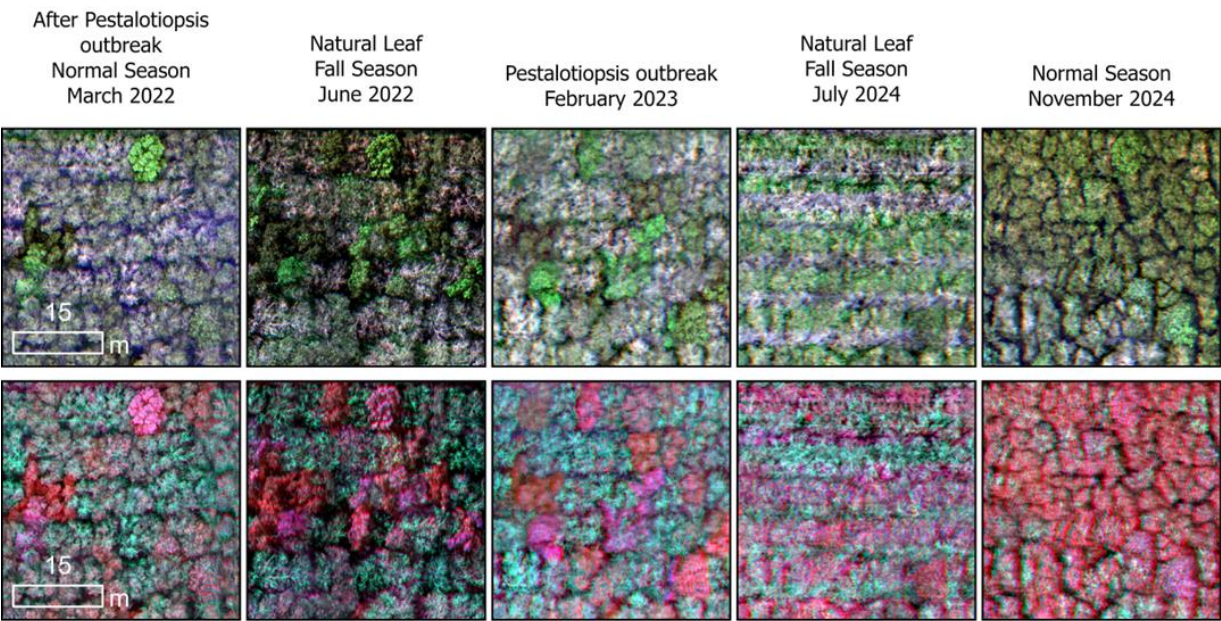 After Pestalotiopsis
outbreak
Normal Season
March 2022
Natural Leaf
Fall Season
June 2022
Pestalotiopsis outbreak
February 2023
Natural Leaf
Fall Season
July 2024
Normal Season
November 2024
15
m
15
m